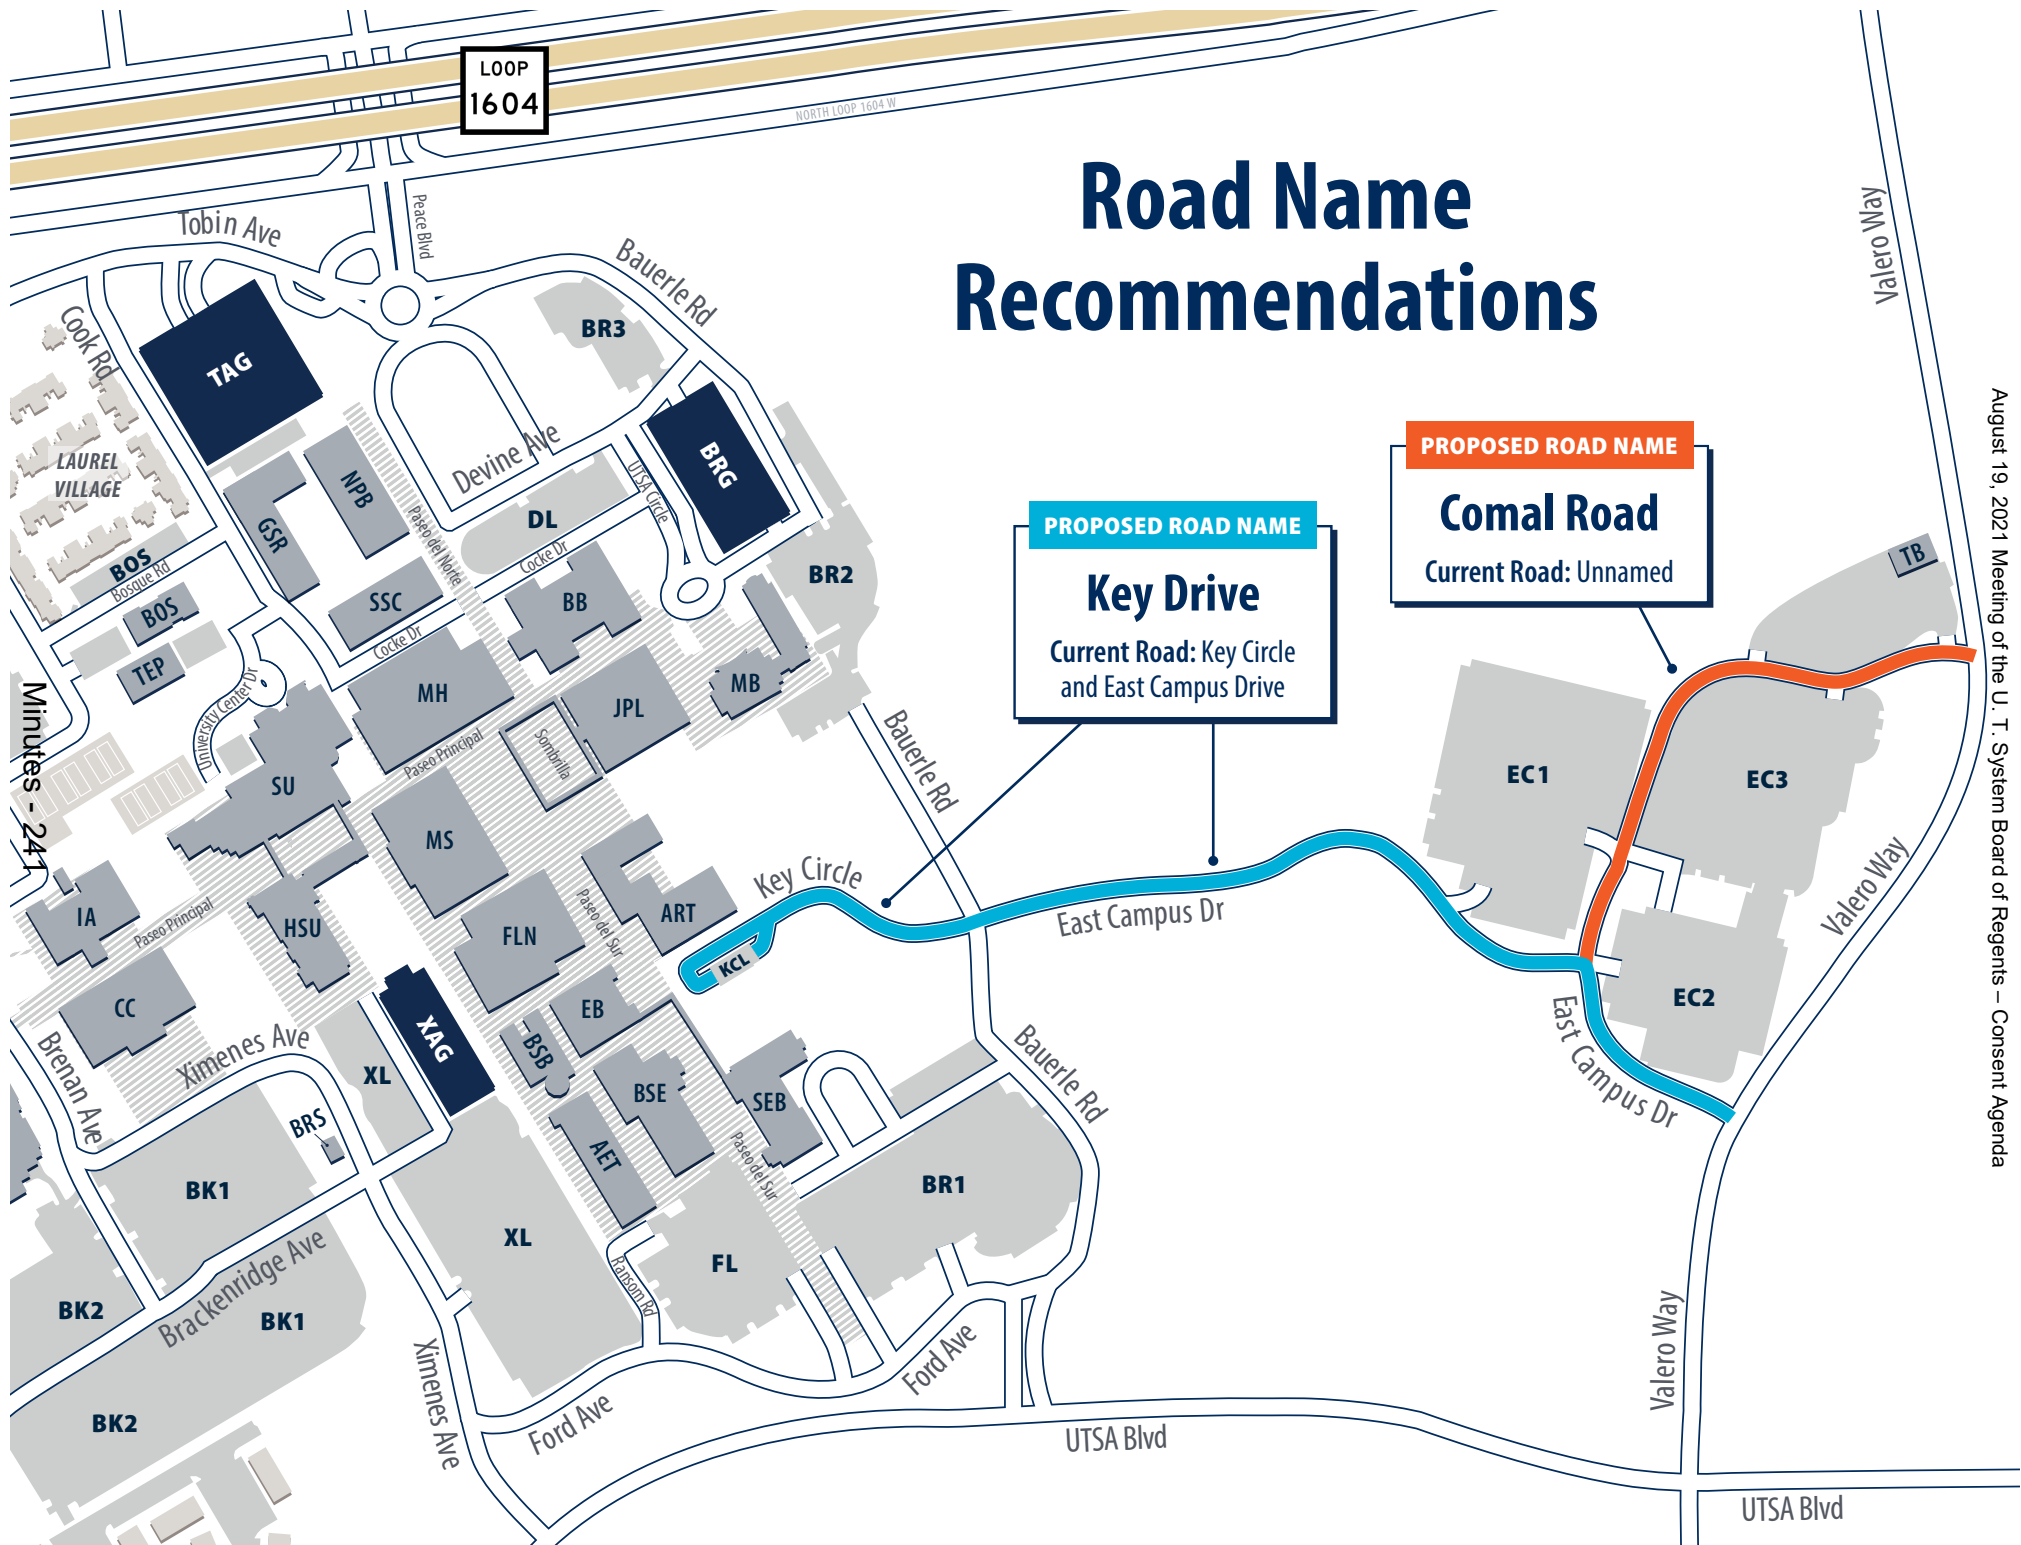 LOOP
1604
NORTH LOOP 1604 W
Road Name
Recommendations
Tobin Ave
Peace Blvd
Bauerle Rd
Valero Way
Cook Rd
TAG
BR3
LAUREL
VILLAGE
NPB
GSR
Devine Ave
BRG
UTSA Circle
DL
Paseo del Norte
Cocke Dr
BOS
Bosque Rd
BOS
SSC
BB
BR2
TEP
Cocke Dr
University Center Dr
MH
JPL
MB
Sombrilla
Paseo Principal
SU
Bauerle Rd
MS
PROPOSED ROAD NAME
Key Drive
Current Road: Key Circle
and East Campus Drive
PROPOSED ROAD NAME
Comal Road
Current Road: Unnamed
TB
EC1
EC3
Valero Way
Key Circle
East Campus Dr
IA
Paseo Principal
HSU
FLN
Paseo del Sur
ART
KCL
CC
XAG
EB
EC2
East Campus Dr
Brenan Ave
Ximenes Ave
XL
BSB
BSE
SEB
Bauerle Rd
BRS
AET
Paseo del Sur
BK1
BR1
XL
FL
Ransom Rd
BK2
Brackenridge Ave
BK1
Ximenes Ave
Ford Ave
Ford Ave
Valero Way
BK2
UTSA Blvd
UTSA Blvd
Minutes - 241
August 19, 2021 Meeting of the U. T. System Board of Regents – Consent Agenda